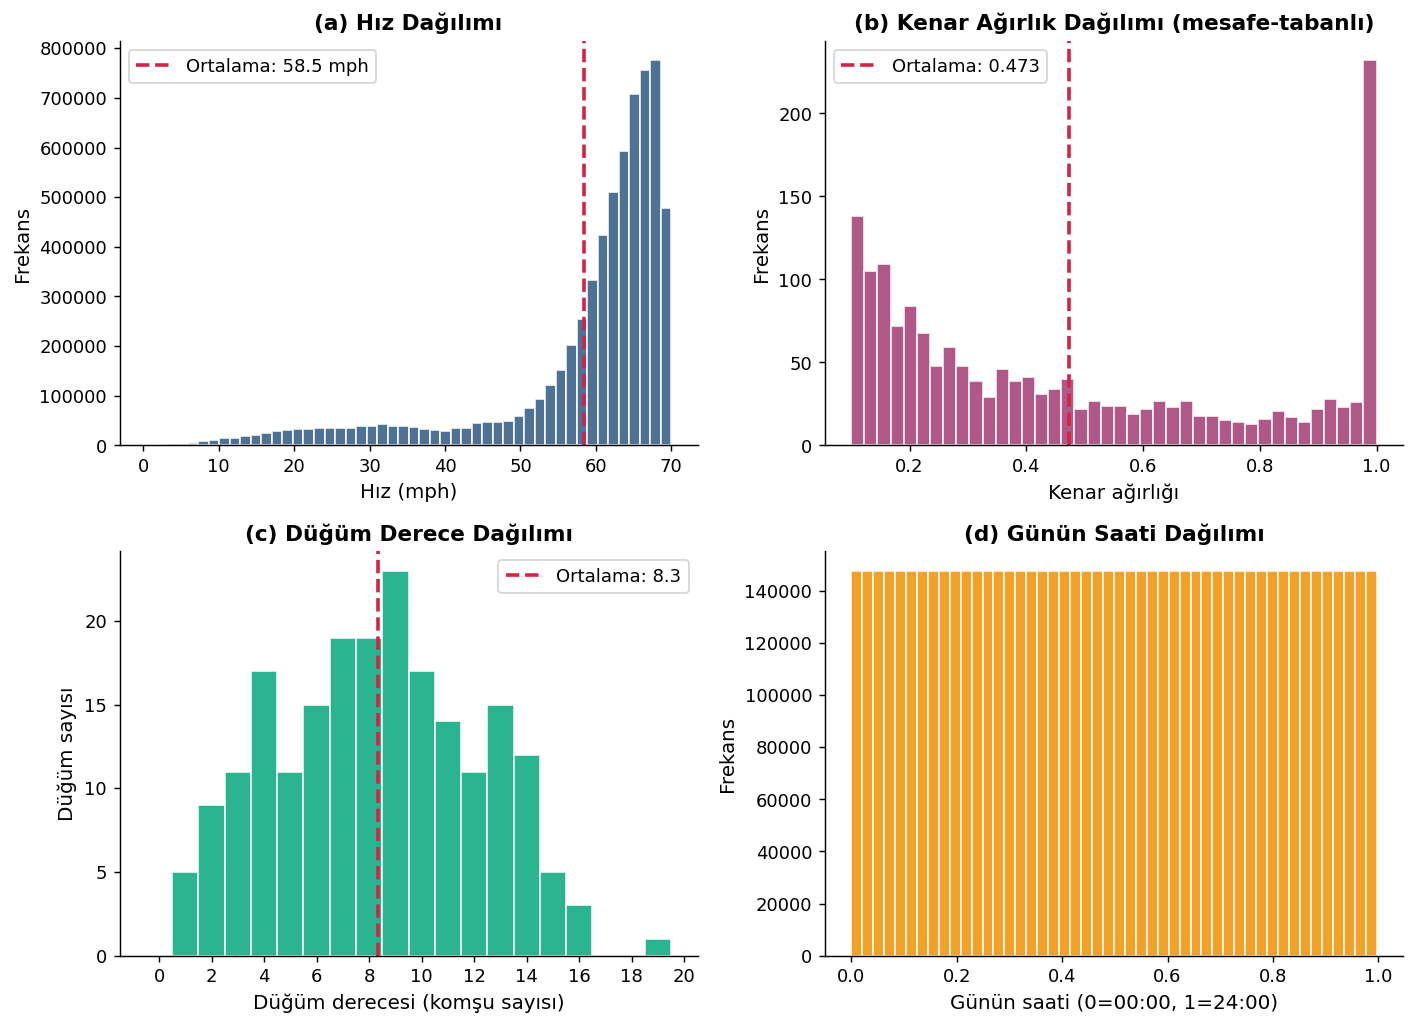 (a) Hız Dağılımı
Ortalama: 58.5 mph
Frekans
800000
700000
600000
500000
400000
300000
200000
100000
0
0 10 20 30 40 50 60 70
Hız (mph)
(b) Kenar Ağırlık Dağılımı (mesafe-tabanlı)
Ortalama: 0.473
Frekans
200
150
100
50
0
0.2 0.4 0.6 0.8 1.0
Kenar ağırlığı
(c) Düğüm Derece Dağılımı
Ortalama: 8.3
Düğüm sayısı
20
15
10
5
0
0 2 4 6 8 10 12 14 16 18 20
Düğüm derecesi (komşu sayısı)
(d) Günün Saati Dağılımı
Frekans
140000
120000
100000
80000
60000
40000
20000
0
0.0 0.2 0.4 0.6 0.8 1.0
Günün saati (0=00:00, 1=24:00)